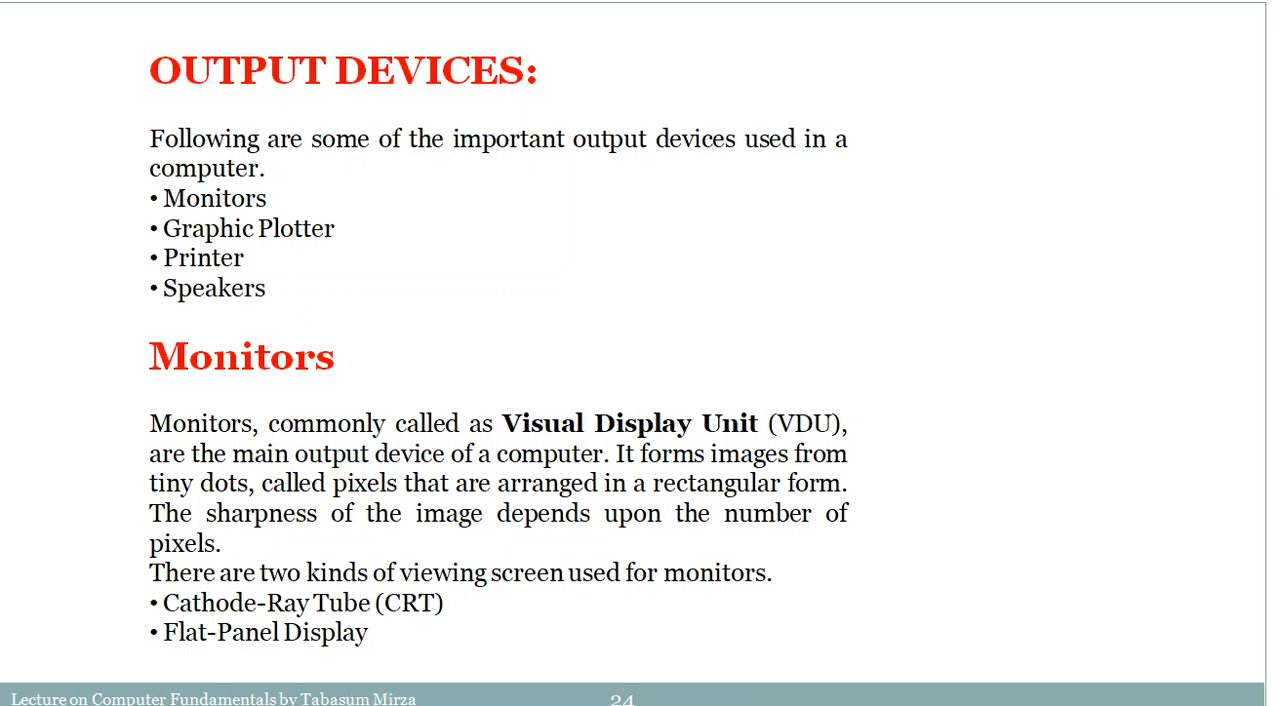 OUTPUT DEVICES:
Following are some of the important output devices used in a
computer.
• Monitors
• Graphic Plotter
• Printer
• Speakers
Monitors
Monitors, commonly called as Visual Display Unit (VDU),
are the main output device of a computer. It forms images from
tiny dots, called pixels that are arranged in a rectangular form.
The sharpness of the image depends upon the number of
pixels.
There are two kinds of viewing screen used for monitors.
• Cathode-Ray Tube (CRT)
• Flat-Panel Display
Lecture on Computer Fundamentals by Tabasum Mirza 24